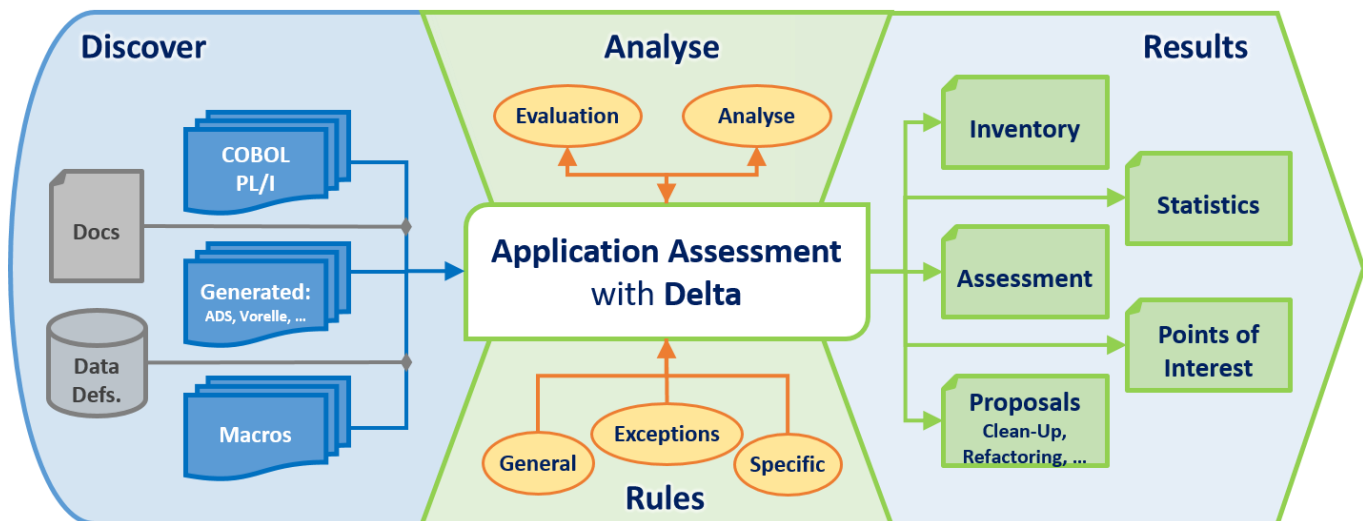 Discover
Analyse
Results
COBOL
PL/I
Docs
Generated:
ADS, Vorelle, ...
Data
Defs.
Macros
Evaluation
Analyse
Application Assessment
with Delta
General
Exceptions
Specific
Rules
Inventory
Statistics
Assessment
Points of
Interest
Proposals
Clean-Up,
Refactoring, ...